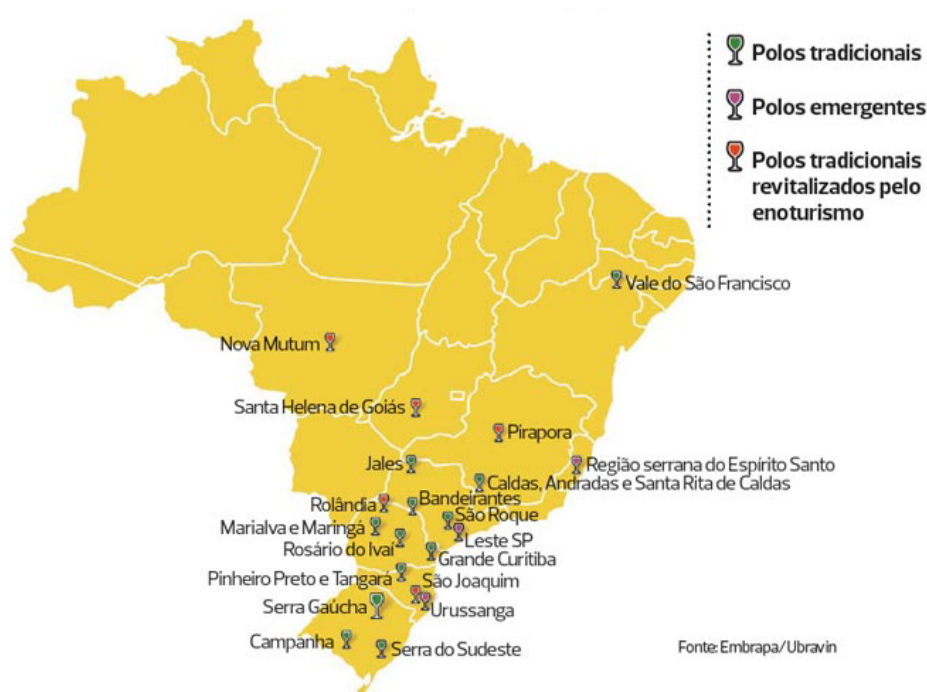 Polos tradicionais
Polos emergentes
Polos tradicionais
revitalizados pelo
enoturismo
Vale do São Francisco
Nova Mutum
Santa Helena de Goiás
Pirapora
Jales
Região serrana do Espírito Santo
Caldas, Andradas e Santa Rita de Caldas
Rolândia
Bandeirantes
São Roque
Marialva e Maringá
Leste SP
Rosário do Ivaí
Grande Curitiba
Pinheiro Preto e Tangará
São Joaquim
Serra Gaúcha
Urussanga
Campanha
Serra do Sudeste
Fonte: Embrapa/Ubravin